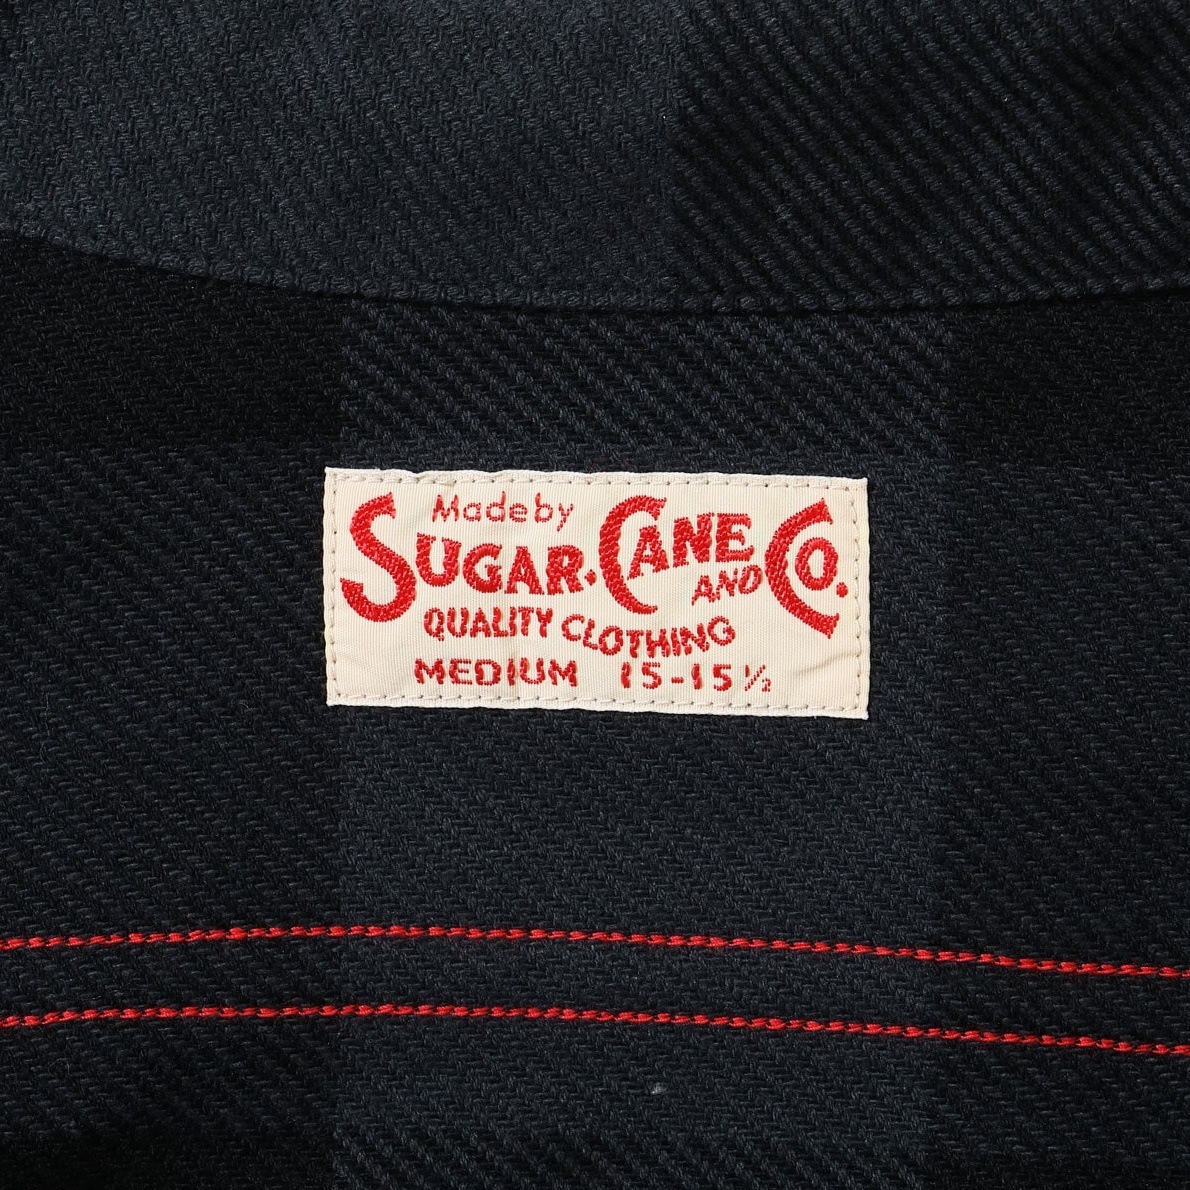 Made by
SUGAR. CANE AND CO.
QUALITY CLOTHING
MEDIUM 15-15½